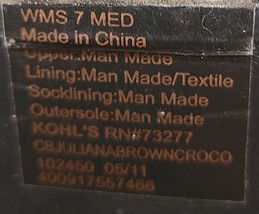 WMS 7 MED
Made in China
Upper:Man Made
Lining:Man Made/Textile
Socklining:Man Made
Outersole:Man Made
KOHL'S RN#73277
CBJULIANABROWNCROCO
102450 05/11
400917557466